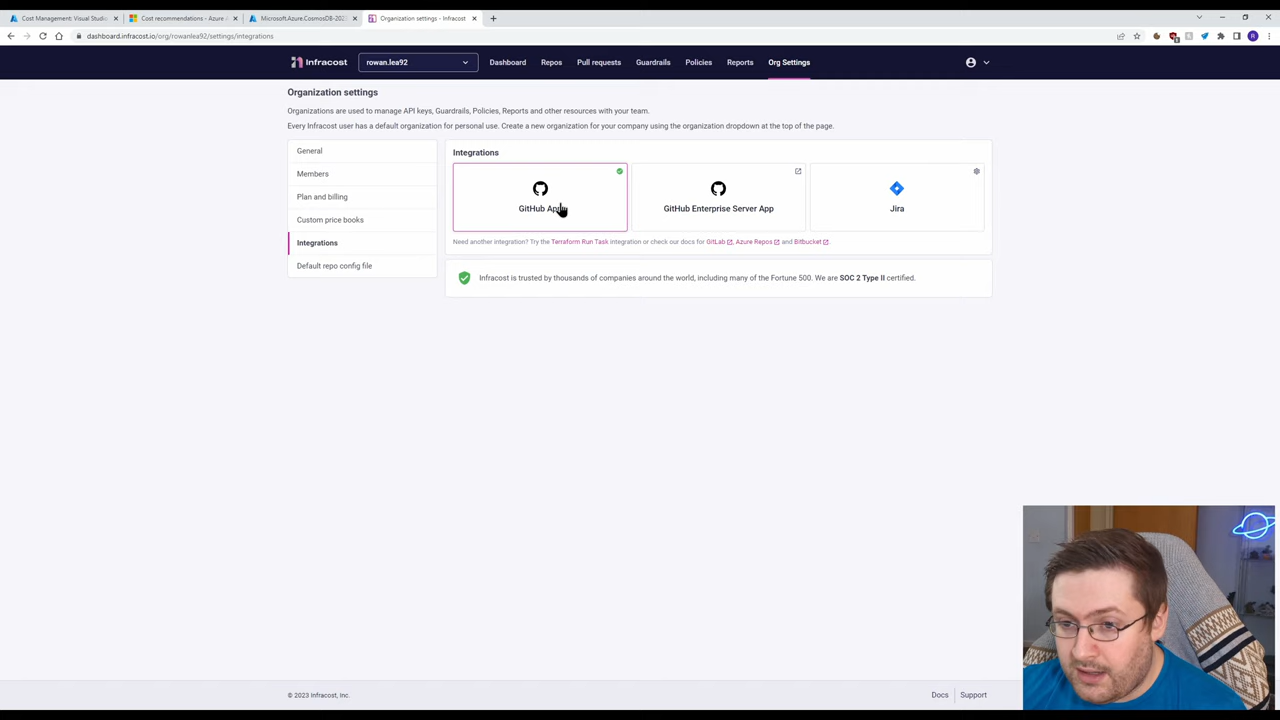 Cost Management: Visual Studio
Cost recommendations - Azure A
Microsoft.Azure.CosmosDB-202
Organization settings - Infracost
dashboard.infracost.io/org/rowanlea92/settings/integrations
R
Infracost
rowan.lea92
Dashboard
Repos
Pull requests
Guardrails
Policies
Reports
Org Settings
Organization settings
Organizations are used to manage API keys, Guardrails, Policies, Reports and other resources with your team.
Every Infracost user has a default organization for personal use. Create a new organization for your company using the organization dropdown at the top of the page.
General
Members
Plan and billing
Custom price books
Integrations
Default repo config file
Integrations
GitHub App
GitHub Enterprise Server App
Jira
Need another integration? Try the Terraform Run Task integration or check our docs for GitLab, Azure Repos and Bitbucket.
Infracost is trusted by thousands of companies around the world, including many of the Fortune 500. We are SOC 2 Type II certified.
© 2023 Infracost, Inc.
Docs
Support